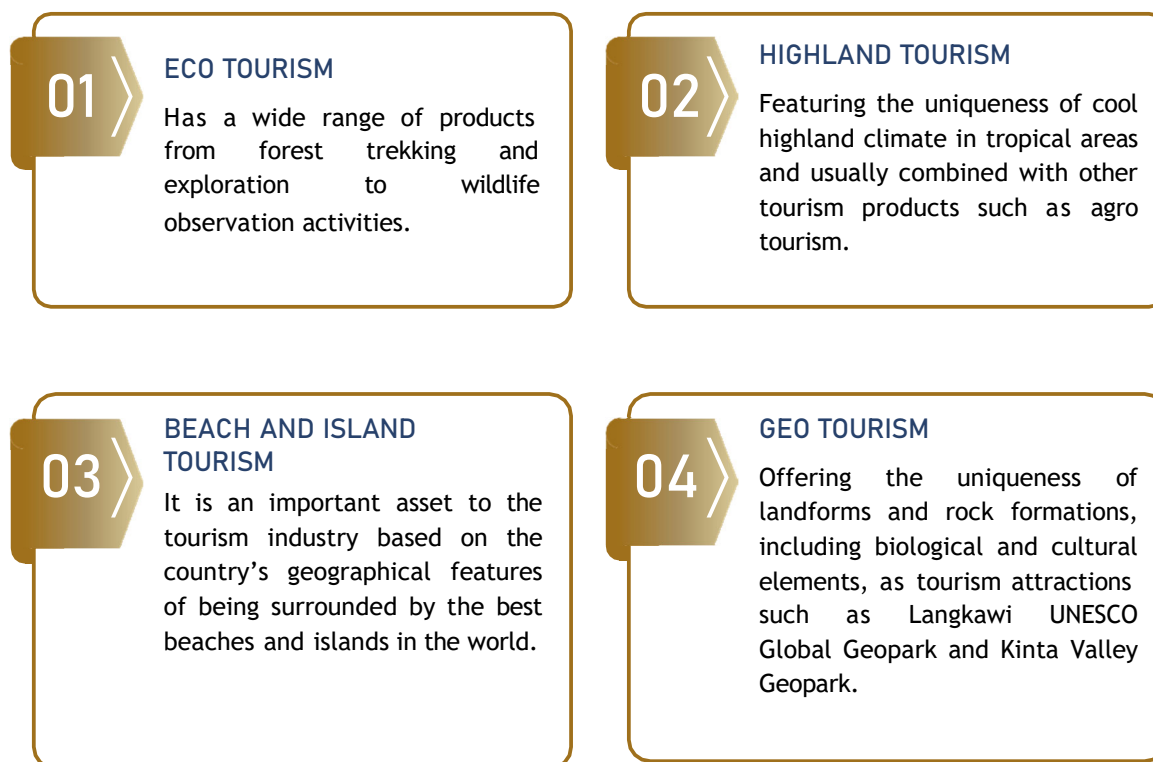 01
ECO TOURISM
Has a wide range of products
from forest trekking and
exploration to wildlife
observation activities.
02
HIGHLAND TOURISM
Featuring the uniqueness of cool
highland climate in tropical areas
and usually combined with other
tourism products such as agro
tourism.
03
BEACH AND ISLAND
TOURISM
It is an important asset to the
tourism industry based on the
country’s geographical features
of being surrounded by the best
beaches and islands in the world.
04
GEO TOURISM
Offering the uniqueness of
landforms and rock formations,
including biological and cultural
elements, as tourism attractions
such as Langkawi UNESCO
Global Geopark and Kinta Valley
Geopark.